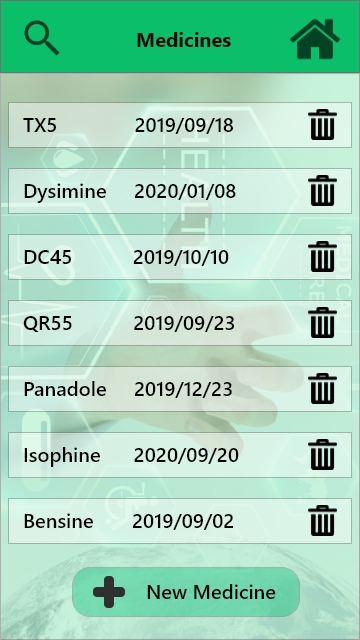 Medicines
TX5 2019/09/18
Dysimine 2020/01/08
DC45 2019/10/10
QR55 2019/09/23
Panadole 2019/12/23
Isophine 2020/09/20
Bensine 2019/09/02
New Medicine
HEALTH